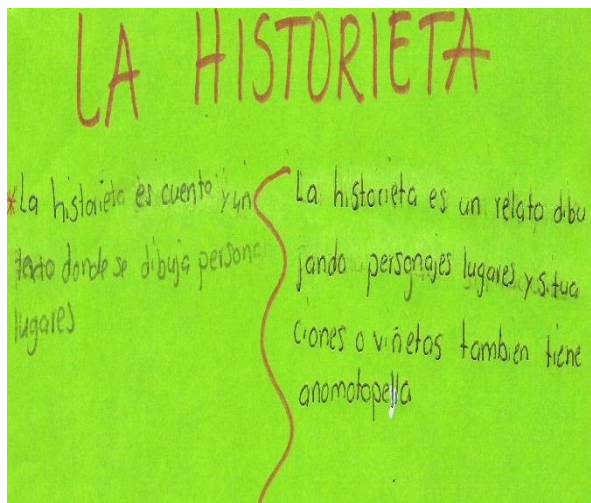 LA HISTORIETA
*La historieta es cuento y un
texto donde se dibuja persona
lugares
La historieta es un relato dibu
jando personajes lugares y situa
ciones o viñetas tambien tiene
anomotopella